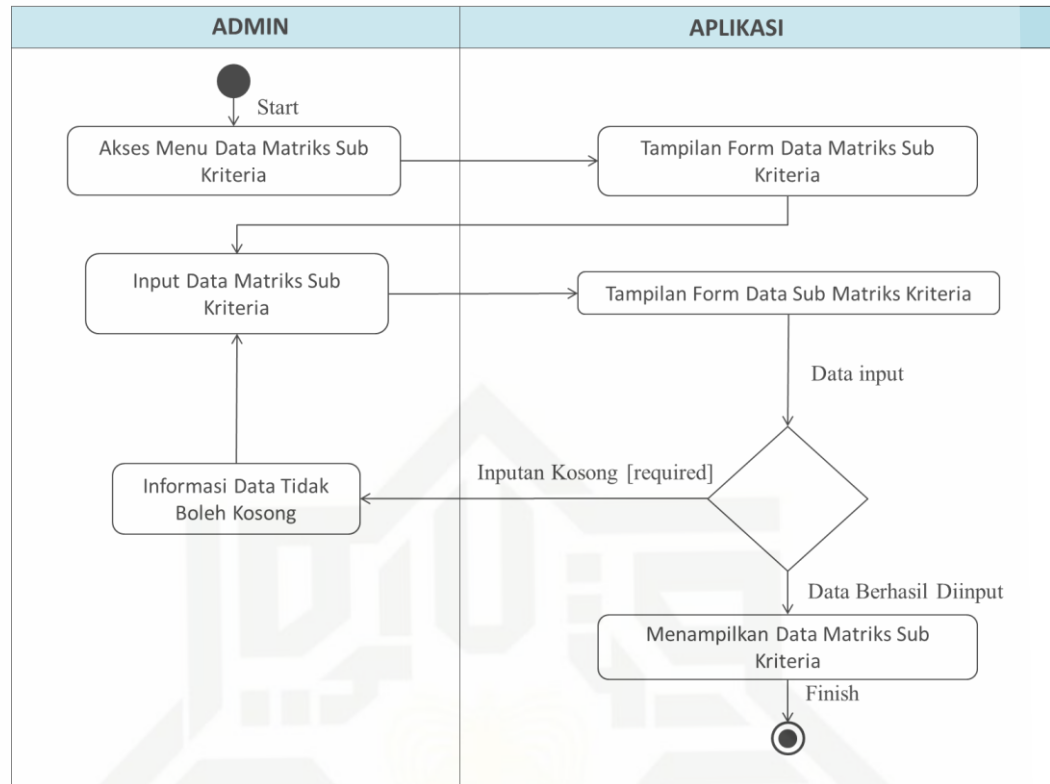 ADMIN
APLIKASI
Start
Akses Menu Data Matriks Sub
Kriteria
Tampilan Form Data Matriks Sub
Kriteria
Input Data Matriks Sub
Kriteria
Tampilan Form Data Sub Matriks Kriteria
Data input
Inputan Kosong [required]
Informasi Data Tidak
Boleh Kosong
Data Berhasil Diinput
Menampilkan Data Matriks Sub
Kriteria
Finish